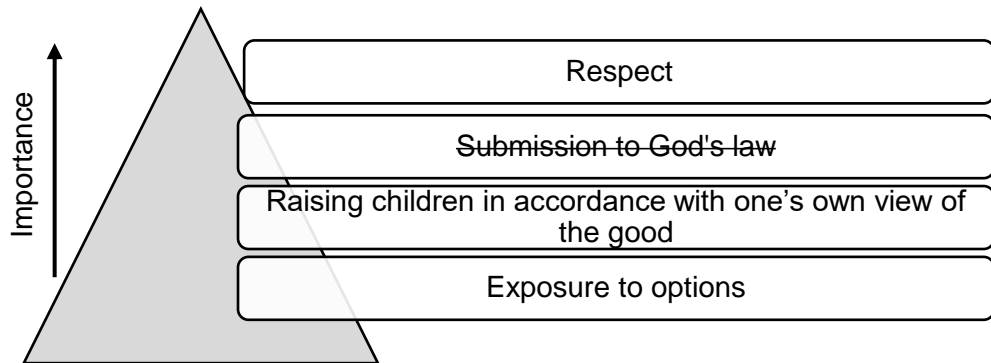 Importance
Respect
Submission to God's law
Raising children in accordance with one’s own view of
the good
Exposure to options